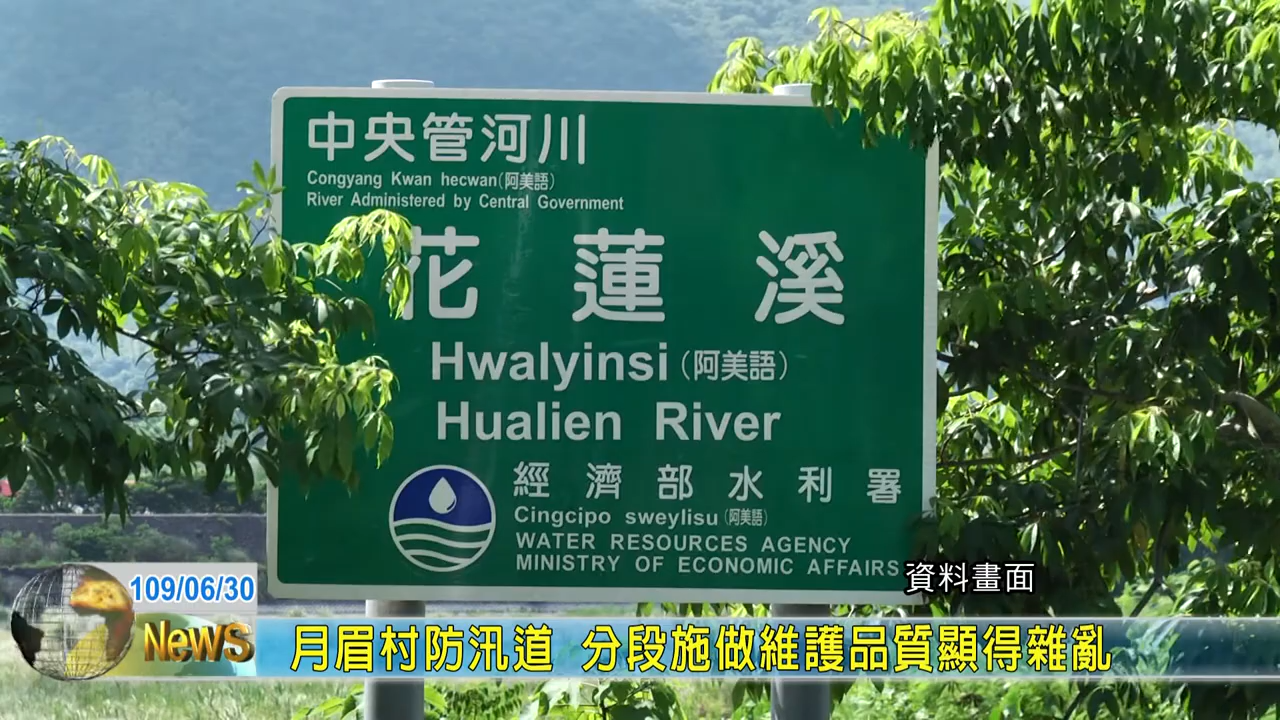 中央管河川
Congyang Kwan hecwan(阿美語)
River Administered by Central Government
花蓮溪
Hwalyinsi(阿美語)
Hualien River
經濟部水利署
Cingcipo sweylisu(阿美語)
WATER RESOURCES AGENCY
MINISTRY OF ECONOMIC AFFAIRS
資料畫面
109/06/30
News
月眉村防汛道 分段施做維護品質顯得雜亂